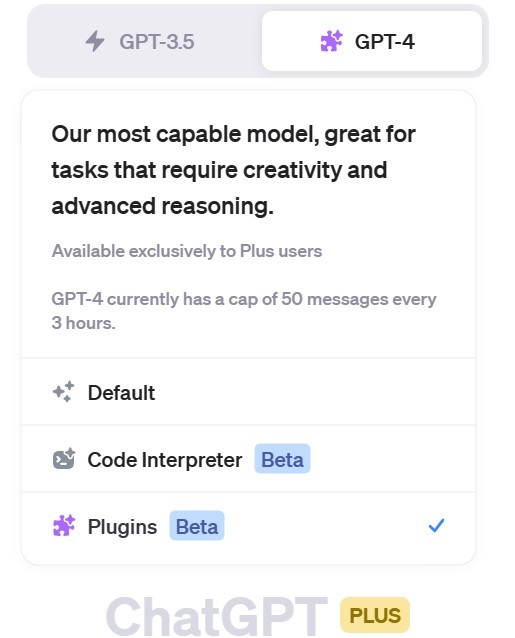 GPT-3.5 GPT-4
Our most capable model, great for
tasks that require creativity and
advanced reasoning.
Available exclusively to Plus users
GPT-4 currently has a cap of 50 messages every
3 hours.
Default
Code Interpreter Beta
Plugins Beta
ChatGPT PLUS